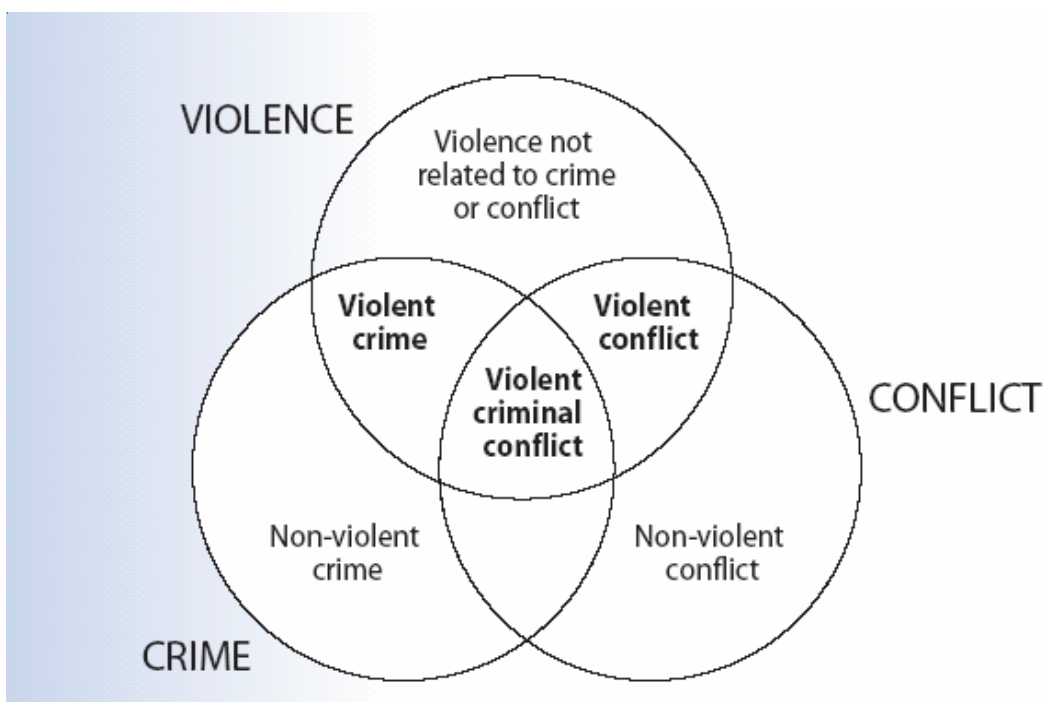 VIOLENCE
Violence not
related to crime
or conflict
Violent
crime
Violent
conflict
Violent
criminal
conflict
CONFLICT
Non-violent
crime
Non-violent
conflict
CRIME